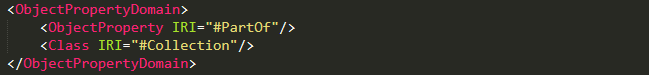 <ObjectPropertyDomain>
<ObjectProperty IRI="#PartOf"/>
<Class IRI="#Collection"/>
</ObjectPropertyDomain>